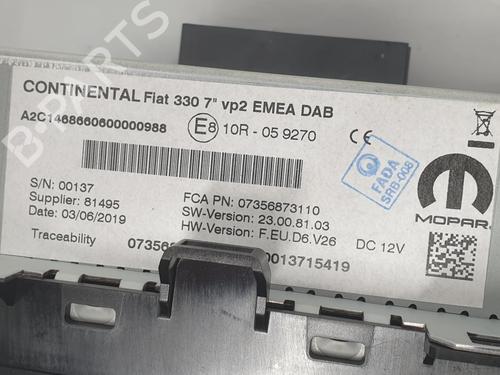 CONTINENTAL Fiat 330 7" vp2 EMEA DAB
A2C1468660600000988
E8 10R - 05 9270
CE
FADA
SRB-008
S/N: 00137
Supplier: 81495
Date: 03/06/2019
FCA PN: 07356873110
SW-Version: 23.00.81.03
HW-Version: F.EU.D6.V26
DC 12V
MOPAR
Traceability
B-PARTS